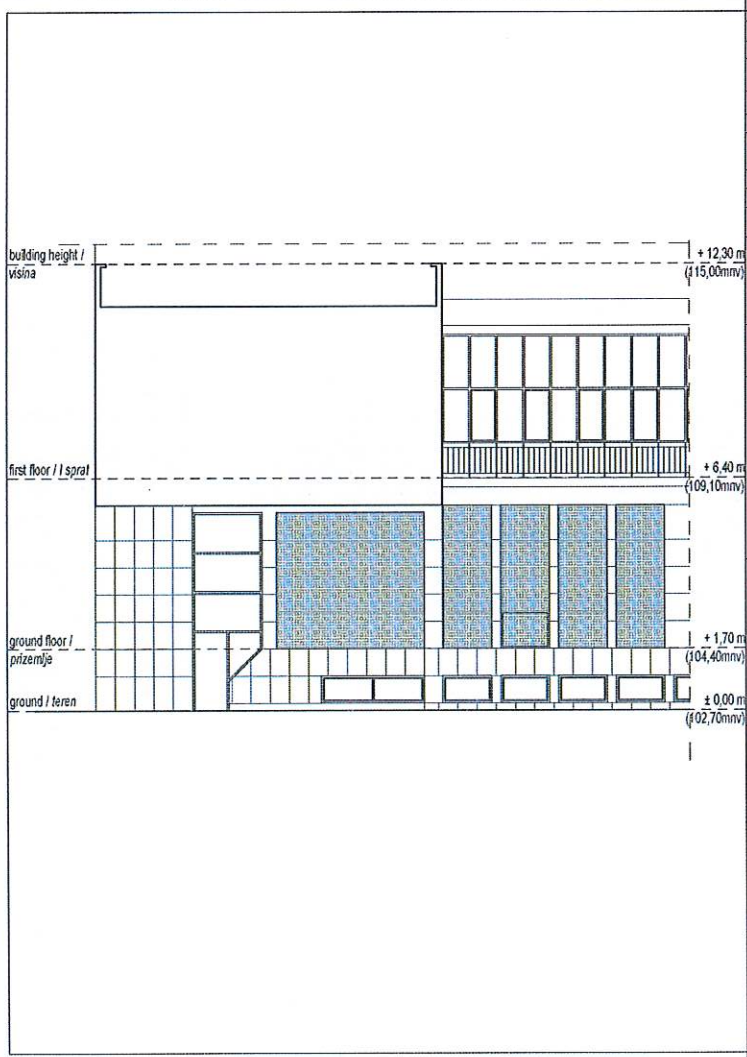 building height /
visina
+ 12,30 m
(115,00mnv)
first floor / I sprat
+ 6,40 m
(109,10mnv)
ground floor /
prizemlje
+ 1,70 m
(104,40mnv)
ground / teren
± 0,00 m
(102,70mnv)